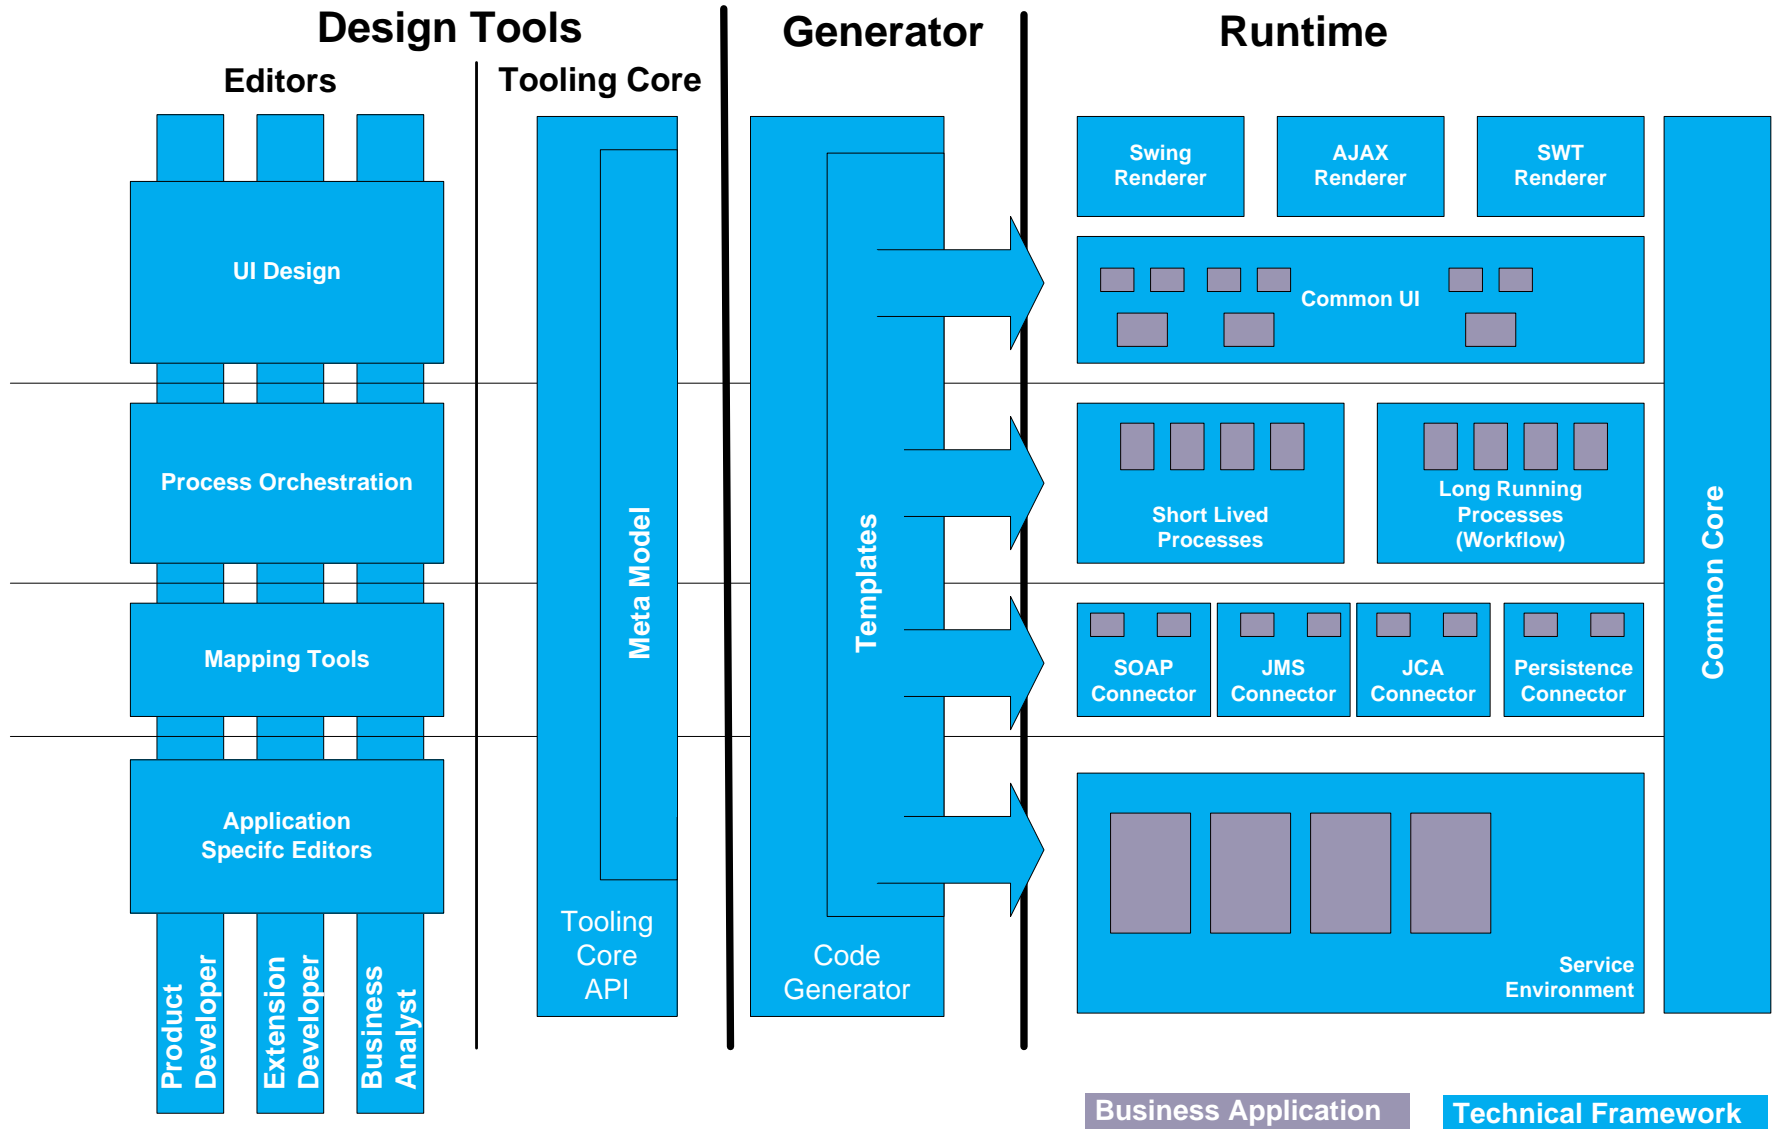 Design Tools
Generator
Runtime
Editors
Tooling Core
UI Design
Process Orchestration
Mapping Tools
Application
Specifc Editors
Product
Developer
Extension
Developer
Business
Analyst
Meta Model
Tooling
Core
API
Templates
Code
Generator
Swing
Renderer
AJAX
Renderer
SWT
Renderer
Common UI
Short Lived
Processes
Long Running
Processes
(Workflow)
SOAP
Connector
JMS
Connector
JCA
Connector
Persistence
Connector
Service
Environment
Common Core
Business Application
Technical Framework